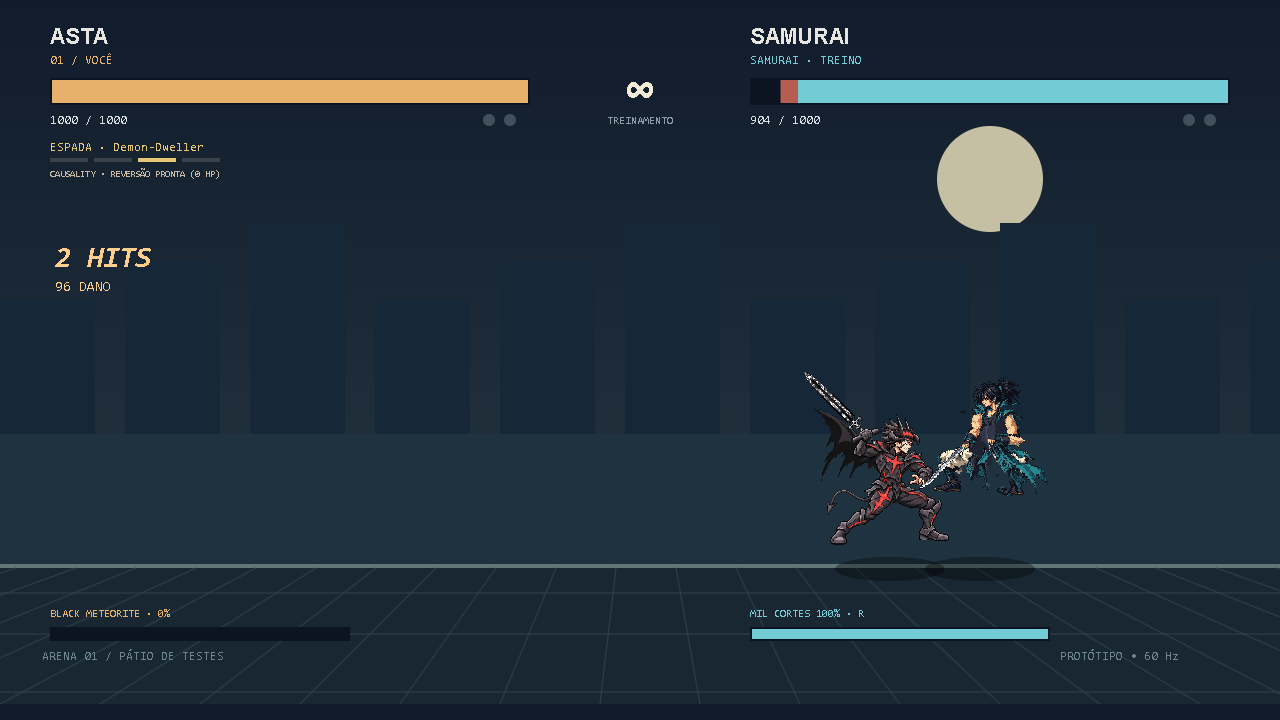 ASTA
01 / VOCÊ
1000 / 1000
ESPADA · Demon-Dweller
CAUSALITY · REVERSÃO PRONTA (0 HP)
∞
TREINAMENTO
SAMURAI
SAMURAI · TREINO
904 / 1000
2 HITS
96 DANO
BLACK METEORITE · 0%
ARENA 01 / PÁTIO DE TESTES
MIL CORTES 100% · R
PROTÓTIPO • 60 Hz